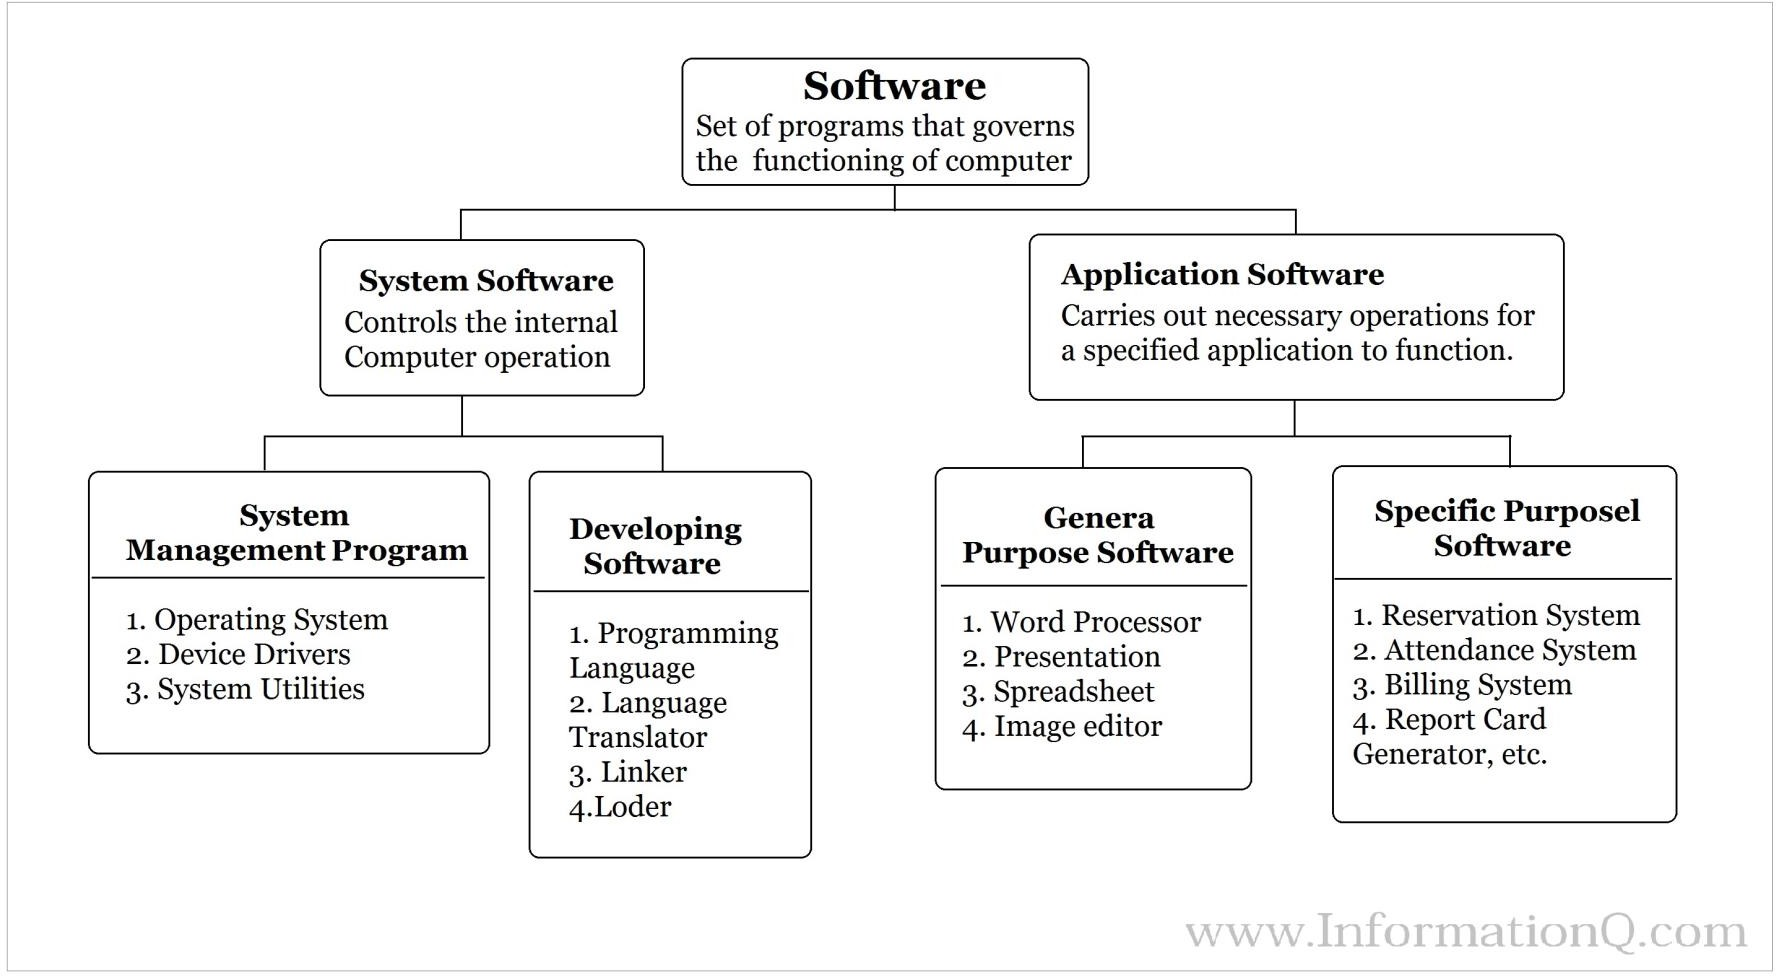 Software
Set of programs that governs
the functioning of computer
System Software
Controls the internal
Computer operation
Application Software
Carries out necessary operations for
a specified application to function.
System
Management Program
1. Operating System
2. Device Drivers
3. System Utilities
Developing
Software
1. Programming
Language
2. Language
Translator
3. Linker
4.Loder
Genera
Purpose Software
1. Word Processor
2. Presentation
3. Spreadsheet
4. Image editor
Specific Purposel
Software
1. Reservation System
2. Attendance System
3. Billing System
4. Report Card
Generator, etc.
www.InformationQ.com